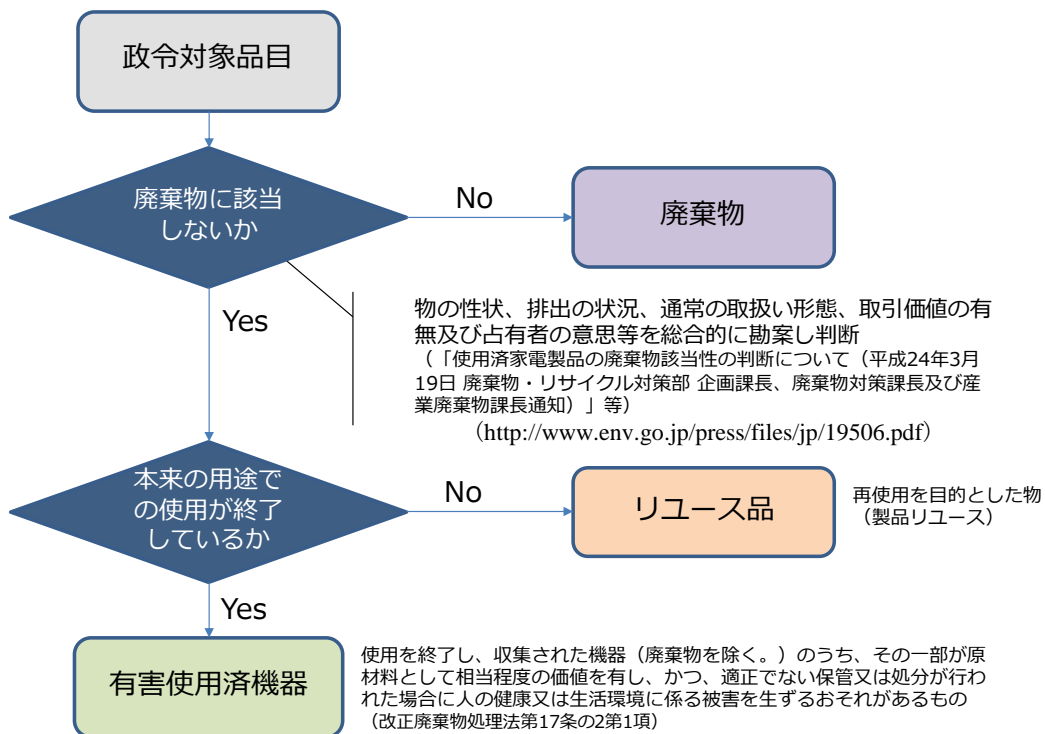 政令対象品目
廃棄物に該当
しないか
No
廃棄物
Yes
物の性状、排出の状況、通常の取扱い形態、取引価値の有
無及び占有者の意思等を総合的に勘案し判断
（「使用済家電製品の廃棄物該当性の判断について（平成24年3月
19日 廃棄物・リサイクル対策部 企画課長、廃棄物対策課長及び産
業廃棄物課長通知）」等）
（http://www.env.go.jp/press/files/jp/19506.pdf）
本来の用途で
の使用が終了
しているか
No
リユース品
再使用を目的とした物
（製品リユース）
Yes
有害使用済機器
使用を終了し、収集された機器（廃棄物を除く。）のうち、その一部が原
材料として相当程度の価値を有し、かつ、適正でない保管又は処分が行わ
れた場合に人の健康又は生活環境に係る被害を生ずるおそれがあるもの
（改正廃棄物処理法第17条の2第1項）